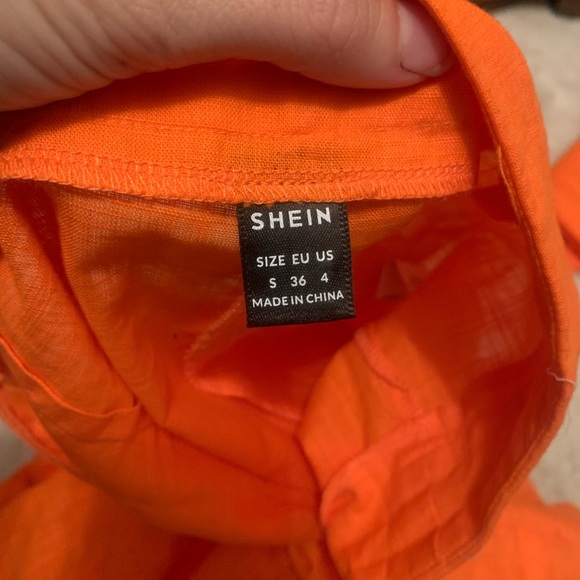 SHEIN
SIZE EU US
S 36 4
MADE IN CHINA